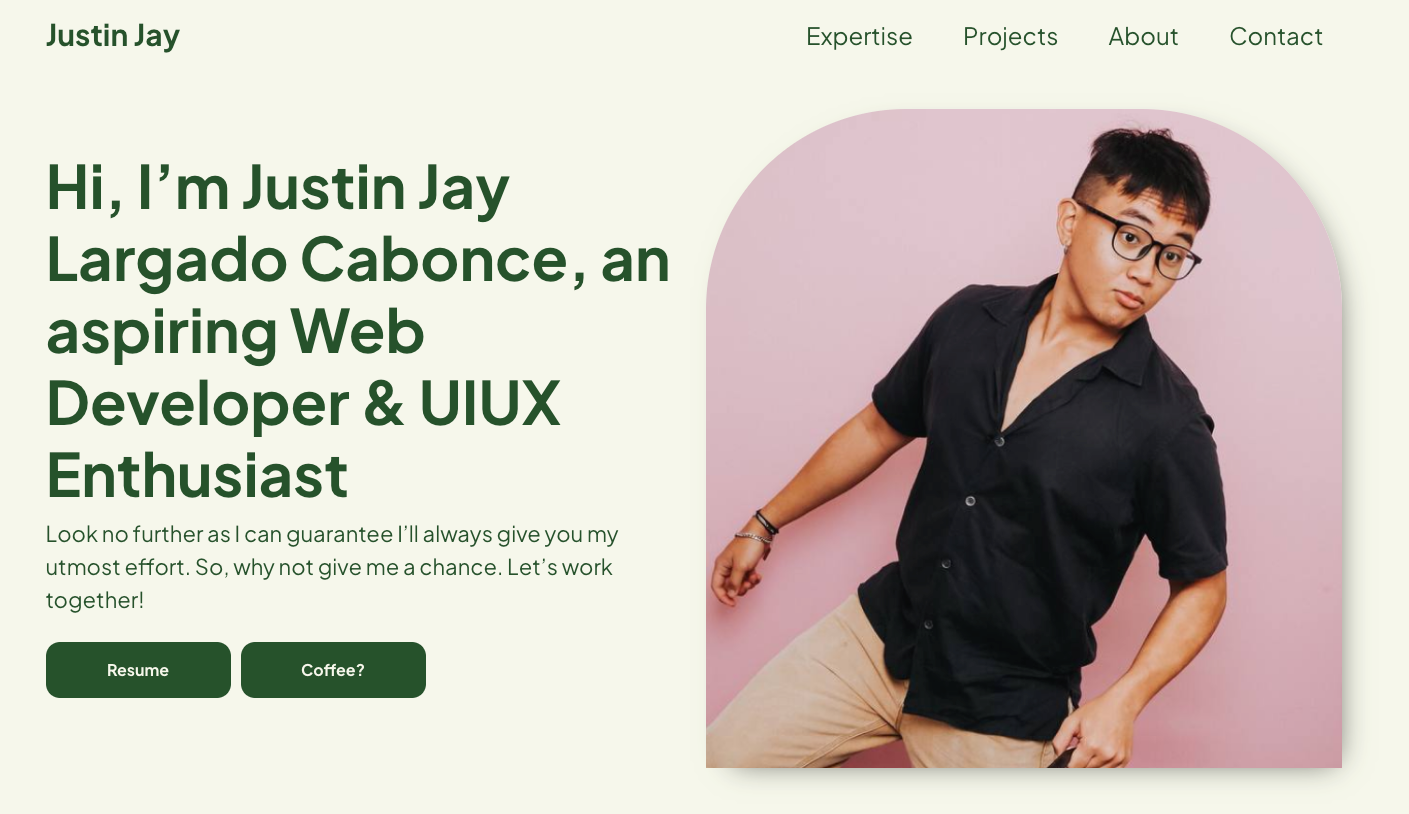 Justin Jay
Expertise Projects About Contact
Hi, I’m Justin Jay
Largado Cabonce, an
aspiring Web
Developer & UIUX
Enthusiast
Look no further as I can guarantee I’ll always give you my
utmost effort. So, why not give me a chance. Let’s work
together!
Resume Coffee?